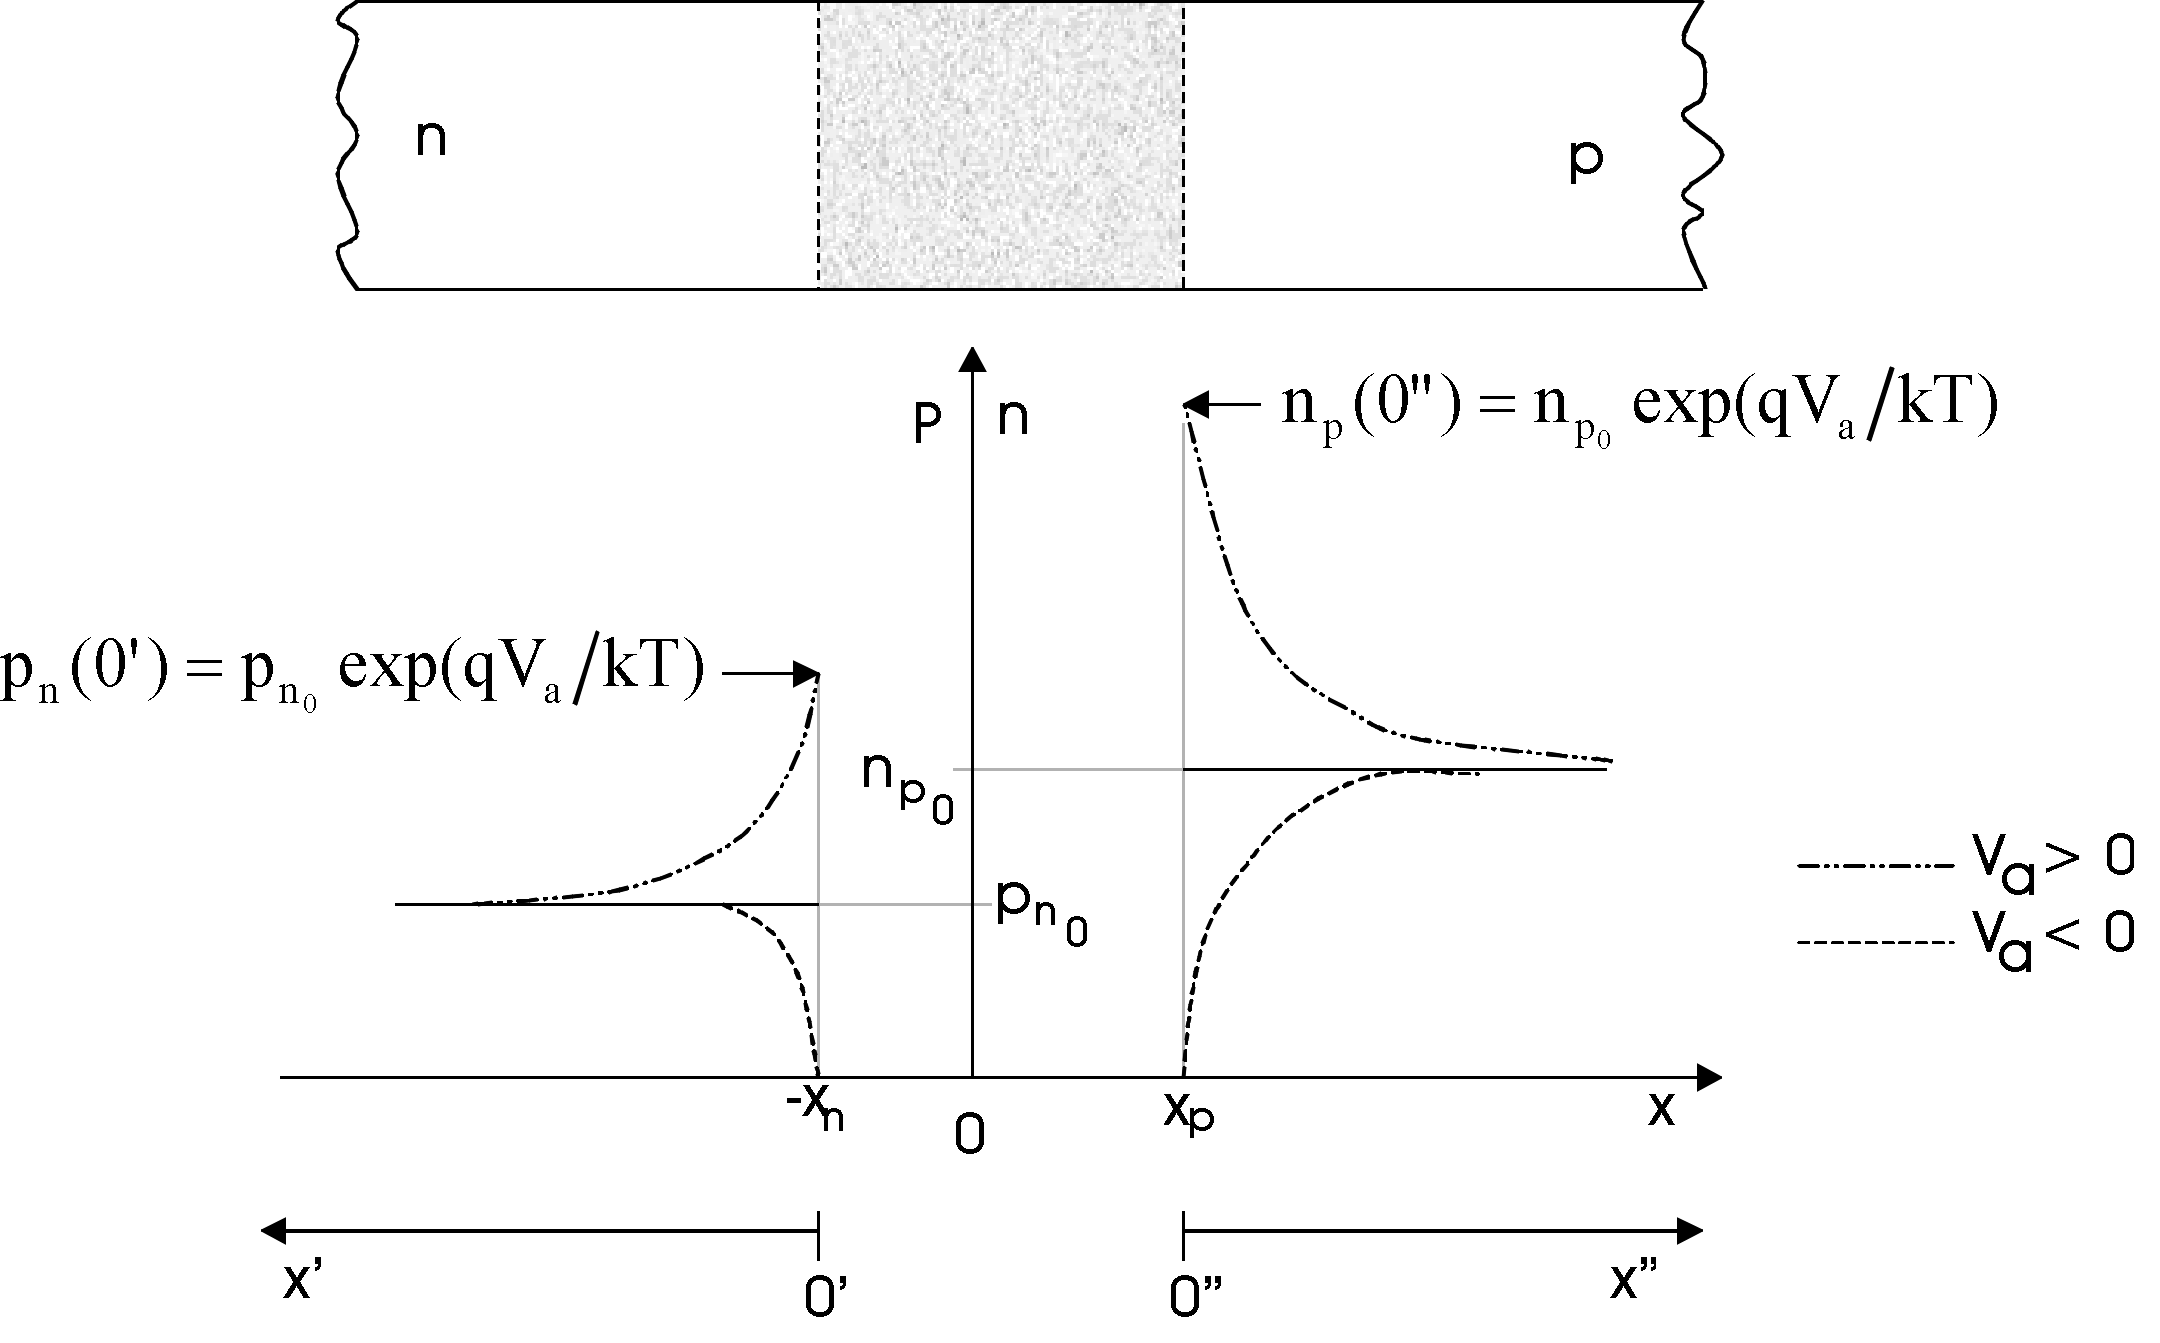 n
p
p n
n_p(0") = n_p₀ exp(qV_a/kT)
p_n(0') = p_n₀ exp(qV_a/kT)
n_p₀
p_n₀
V_a > 0
V_a < 0
-x_n
0
x_p
x
x'
0'
0"
x"